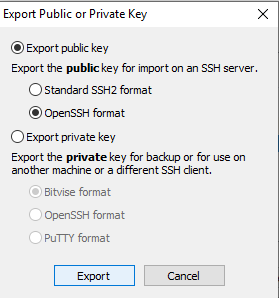 Export Public or Private Key
Export public key
Export the public key for import on an SSH server.
Standard SSH2 format
OpenSSH format
Export private key
Export the private key for backup or for use on
another machine or a different SSH client.
Bitvise format
OpenSSH format
PuTTY format
Export
Cancel